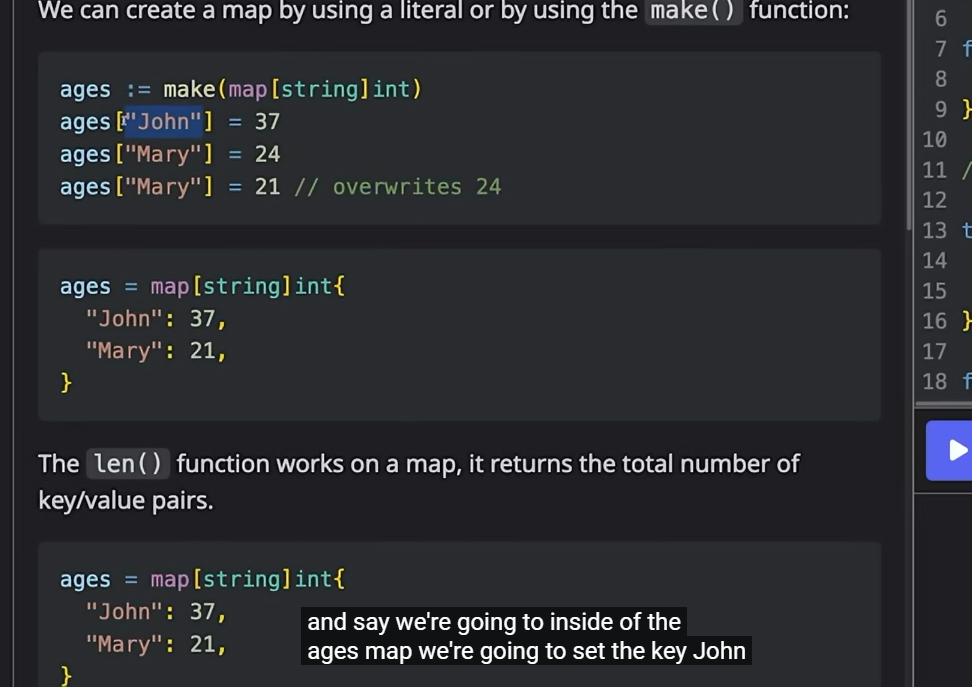 We can create a map by using a literal or by using the make() function:
ages := make(map[string]int)
ages["John"] = 37
ages["Mary"] = 24
ages["Mary"] = 21 // overwrites 24
ages = map[string]int{
"John": 37,
"Mary": 21,
}
The len() function works on a map, it returns the total number of
key/value pairs.
ages = map[string]int{
"John": 37,
"Mary": 21,
}
and say we're going to inside of the
ages map we're going to set the key John
6
7 f
8
9 }
10
11 /
12
13 t
14
15
16 }
17
18 f